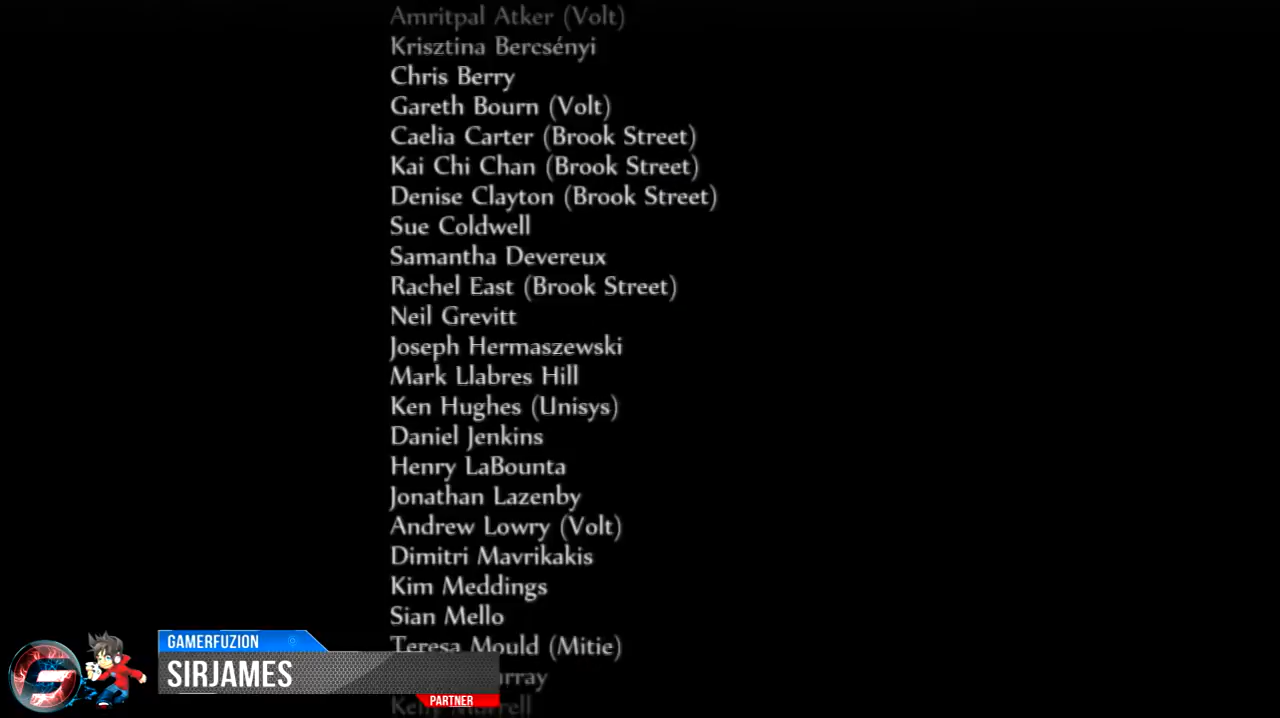 Amritpal Atker (Volt)
Krisztina Bercsényi
Chris Berry
Gareth Bourn (Volt)
Caelia Carter (Brook Street)
Kai Chi Chan (Brook Street)
Denise Clayton (Brook Street)
Sue Coldwell
Samantha Devereux
Rachel East (Brook Street)
Neil Grevitt
Joseph Hermaszewski
Mark Llabres Hill
Ken Hughes (Unisys)
Daniel Jenkins
Henry LaBounta
Jonathan Lazenby
Andrew Lowry (Volt)
Dimitri Mavrikakis
Kim Meddings
Sian Mello
Teresa Mould (Mitie)
GAMERFUZION
SIRJAMES
PARTNER